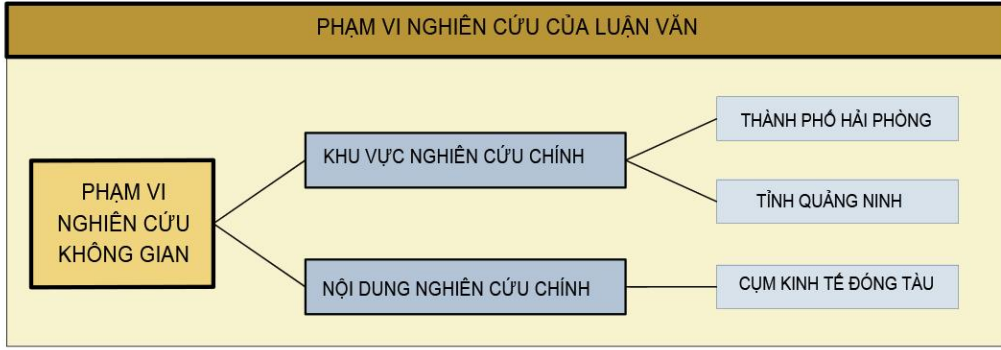 PHẠM VI NGHIÊN CỨU CỦA LUẬN VĂN
PHẠM VI
NGHIÊN CỨU
KHÔNG GIAN
KHU VỰC NGHIÊN CỨU CHÍNH
THÀNH PHỐ HẢI PHÒNG
TỈNH QUẢNG NINH
NỘI DUNG NGHIÊN CỨU CHÍNH
CỤM KINH TẾ ĐÓNG TÀU